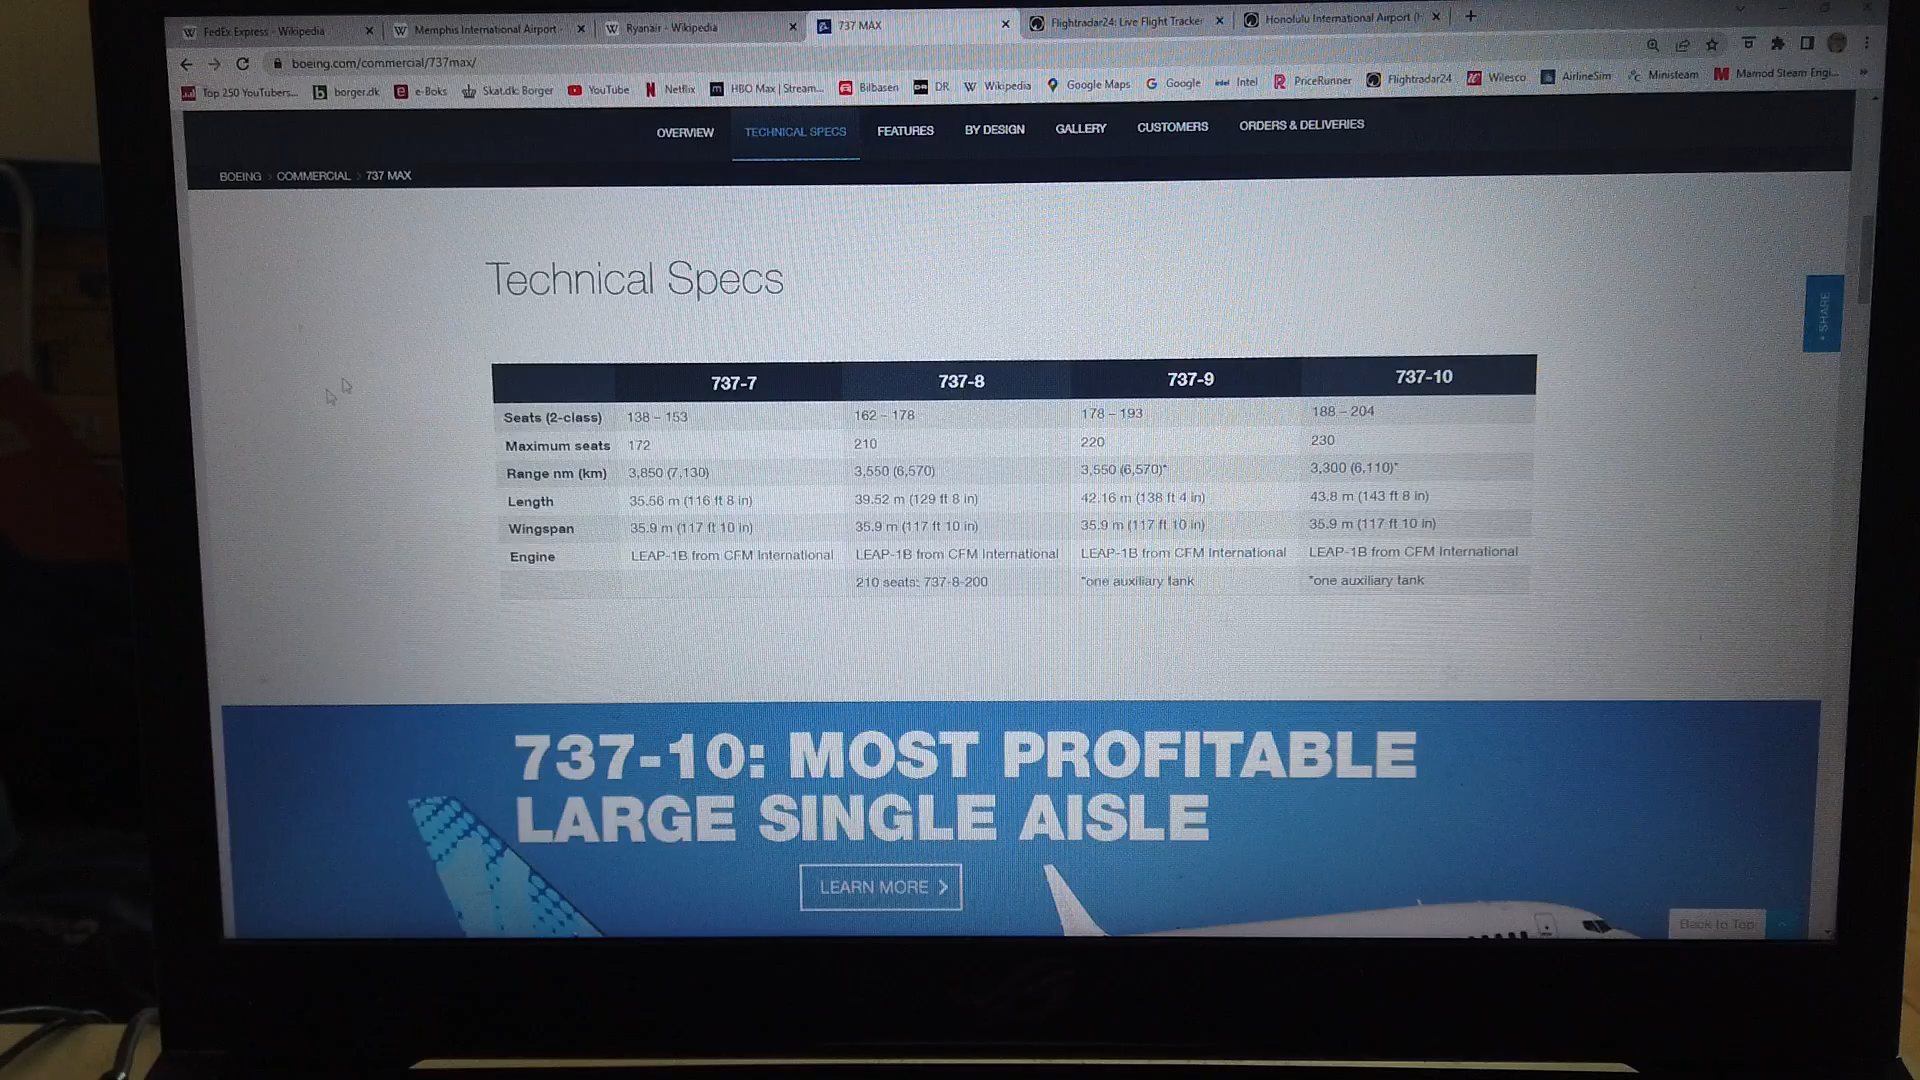 FedEx Express - Wikipedia
Memphis International Airport -
Ryanair - Wikipedia
737 MAX
Flightradar24: Live Flight Tracker
Honolulu International Airport (H
boeing.com/commercial/737max/
Top 250 YouTubers... borger.dk e-Boks Skat.dk: Borger YouTube Netflix HBO Max | Stream... Bilbasen DR Wikipedia Google Maps Google Intel PriceRunner Flightradar24 Wilesco AirlineSim Ministeam Mamod Steam Engi...
OVERVIEW TECHNICAL SPECS FEATURES BY DESIGN GALLERY CUSTOMERS ORDERS & DELIVERIES
BOEING > COMMERCIAL > 737 MAX
+ SHARE
Technical Specs
737-7 737-8 737-9 737-10
Seats (2-class) 138 – 153 162 – 178 178 – 193 188 – 204
Maximum seats 172 210 220 230
Range nm (km) 3,850 (7,130) 3,550 (6,570) 3,550 (6,570)* 3,300 (6,110)*
Length 35.56 m (116 ft 8 in) 39.52 m (129 ft 8 in) 42.16 m (138 ft 4 in) 43.8 m (143 ft 8 in)
Wingspan 35.9 m (117 ft 10 in) 35.9 m (117 ft 10 in) 35.9 m (117 ft 10 in) 35.9 m (117 ft 10 in)
Engine LEAP-1B from CFM International LEAP-1B from CFM International LEAP-1B from CFM International LEAP-1B from CFM International
210 seats: 737-8-200 *one auxiliary tank *one auxiliary tank
737-10: MOST PROFITABLE
LARGE SINGLE AISLE
LEARN MORE
Back to Top